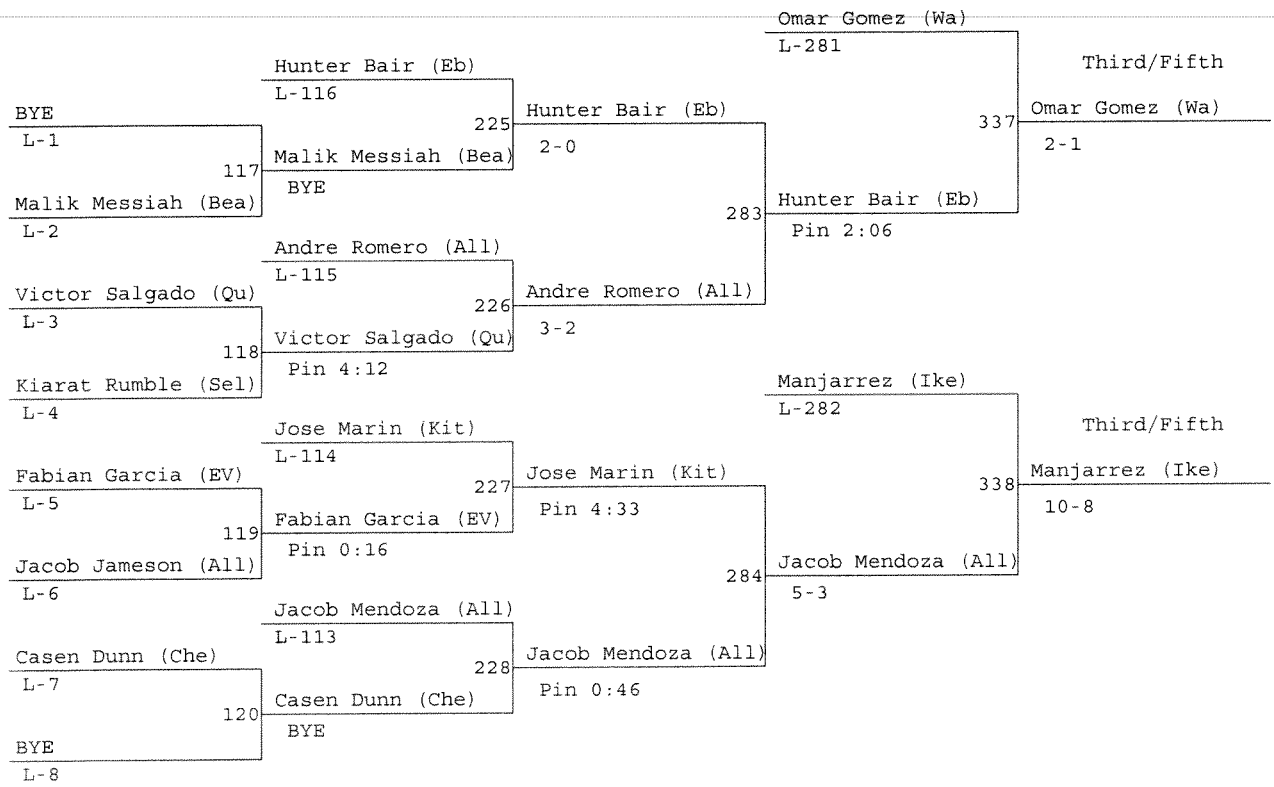 Omar Gomez (Wa)
L-281
Hunter Bair (Eb)
Third/Fifth
L-116
BYE
Hunter Bair (Eb)
337
Omar Gomez (Wa)
225
L-1
2-0
2-1
Malik Messiah (Bea)
117
BYE
Malik Messiah (Bea)
Hunter Bair (Eb)
283
L-2
Pin 2:06
Andre Romero (All)
L-115
Victor Salgado (Qu)
Andre Romero (All)
226
L-3
3-2
Victor Salgado (Qu)
118
Pin 4:12
Kiarat Rumble (Sel)
Manjarrez (Ike)
L-4
L-282
Jose Marin (Kit)
Third/Fifth
L-114
Fabian Garcia (EV)
Jose Marin (Kit)
338
Manjarrez (Ike)
227
L-5
Pin 4:33
10-8
Fabian Garcia (EV)
119
Pin 0:16
Jacob Jameson (All)
Jacob Mendoza (All)
284
L-6
5-3
Jacob Mendoza (All)
L-113
Casen Dunn (Che)
Jacob Mendoza (All)
228
L-7
Pin 0:46
Casen Dunn (Che)
120
BYE
BYE
L-8